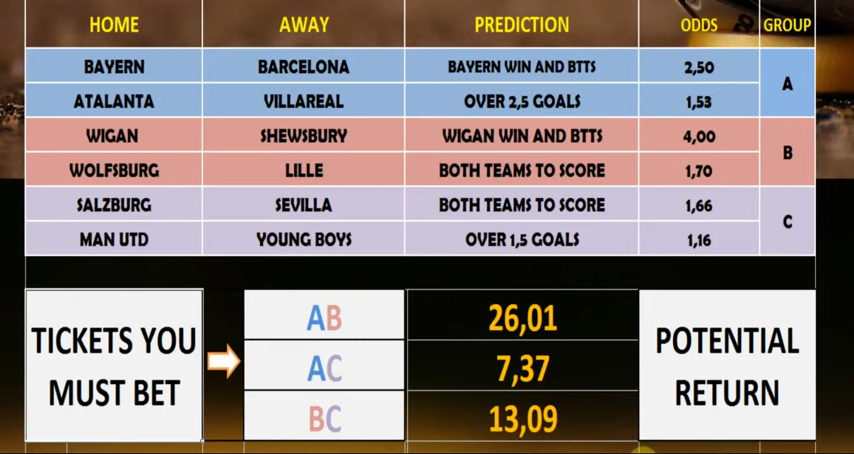 HOME AWAY PREDICTION ODDS GROUP
BAYERN BARCELONA BAYERN WIN AND BTTS 2,50
A
ATALANTA VILLAREAL OVER 2,5 GOALS 1,53
WIGAN SHEWSBURY WIGAN WIN AND BTTS 4,00
B
WOLFSBURG LILLE BOTH TEAMS TO SCORE 1,70
SALZBURG SEVILLA BOTH TEAMS TO SCORE 1,66
C
MAN UTD YOUNG BOYS OVER 1,5 GOALS 1,16
TICKETS YOU
MUST BET
AB 26,01
AC 7,37
BC 13,09
POTENTIAL
RETURN